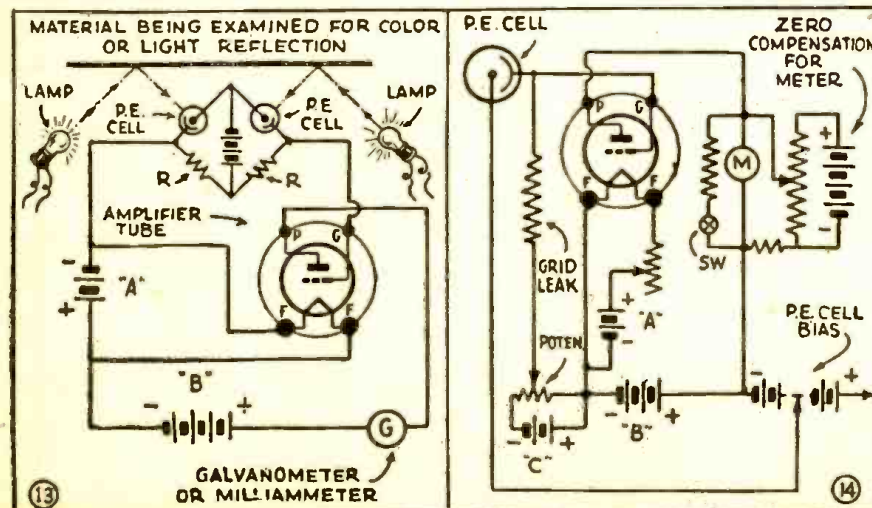 MATERIAL BEING EXAMINED FOR COLOR
OR LIGHT REFLECTION
LAMP
P.E.
CELL
P.E.
CELL
LAMP
R
R
AMPLIFIER
TUBE
P
G
F
F
-
"A"
+
"B"
-
+
G
GALVANOMETER
OR MILLIAMMETER
13
P.E. CELL
ZERO
COMPENSATION
FOR
METER
P
G
F
F
M
+
-
SW
GRID
LEAK
+
"A"
-
POTEN.
P.E. CELL
BIAS
-
+
"C"
-
"B"
+
-
+
14